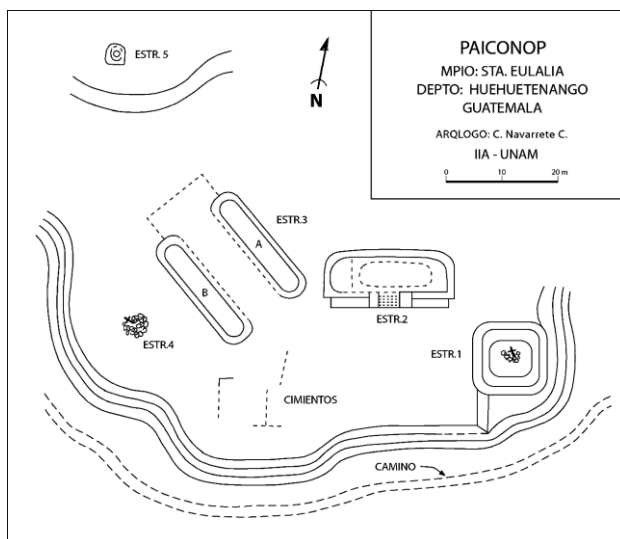 ESTR. 5
N
PAICONOP
MPIO: STA. EULALIA
DEPTO: HUEHUETENANGO
GUATEMALA
ARQLOGO: C. Navarrete C.
IIA - UNAM
0 10 20 m
ESTR.3
A
B
ESTR.2
ESTR.4
ESTR.1
CIMIENTOS
CAMINO